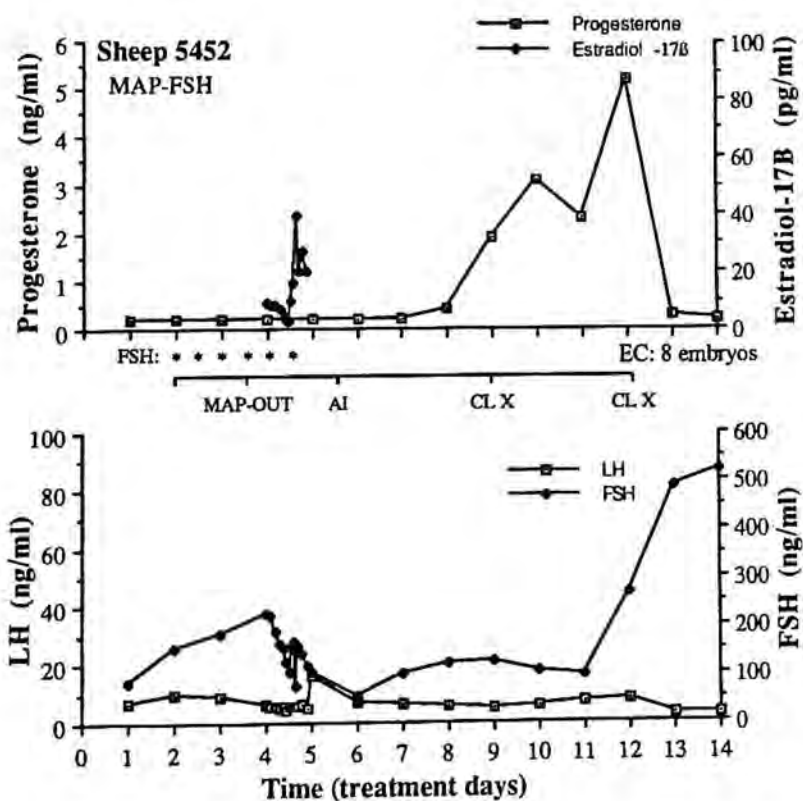 Progesterone
Estradiol -17ß
Sheep 5452
MAP-FSH
Progesterone (ng/ml)
6
5
4
3
2
1
0
Estradiol-17B (pg/ml)
100
80
60
40
20
0
FSH: * * * * * *
EC: 8 embryos
MAP-OUT AI CL X CL X
LH
FSH
LH (ng/ml)
100
80
60
40
20
0
FSH (ng/ml)
600
500
400
300
200
100
0
0 1 2 3 4 5 6 7 8 9 10 11 12 13 14
Time (treatment days)